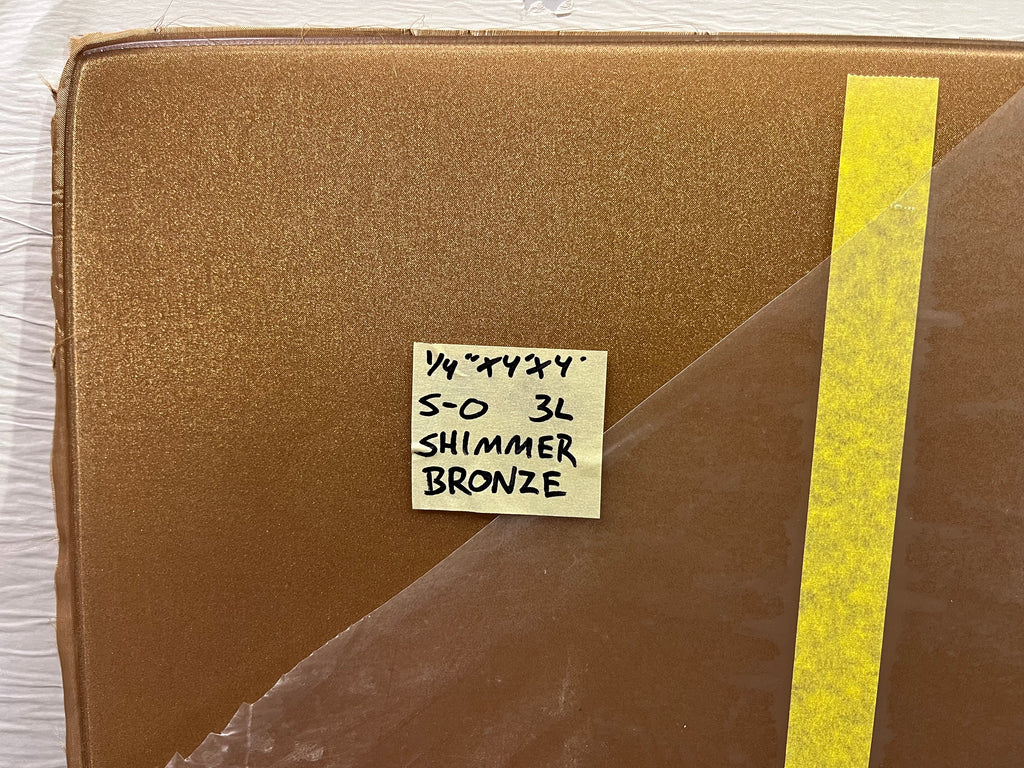 1/4"X4'X4'
S-O 3L
SHIMMER
BRONZE